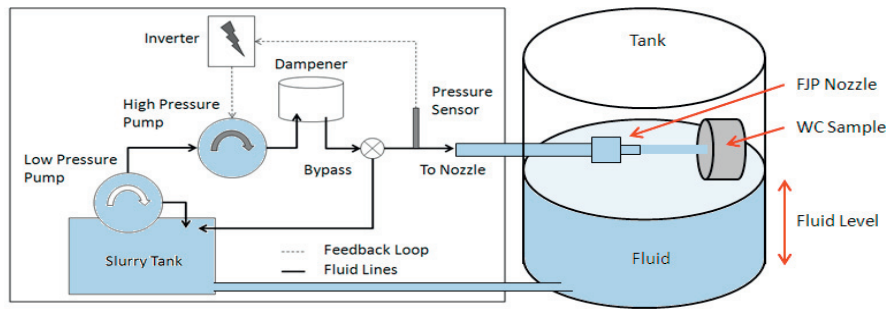 Inverter
Dampener
High Pressure
Pump
Pressure
Sensor
Low Pressure
Pump
Bypass
To Nozzle
Slurry Tank
Feedback Loop
Fluid Lines
Tank
FJP Nozzle
WC Sample
Fluid Level
Fluid